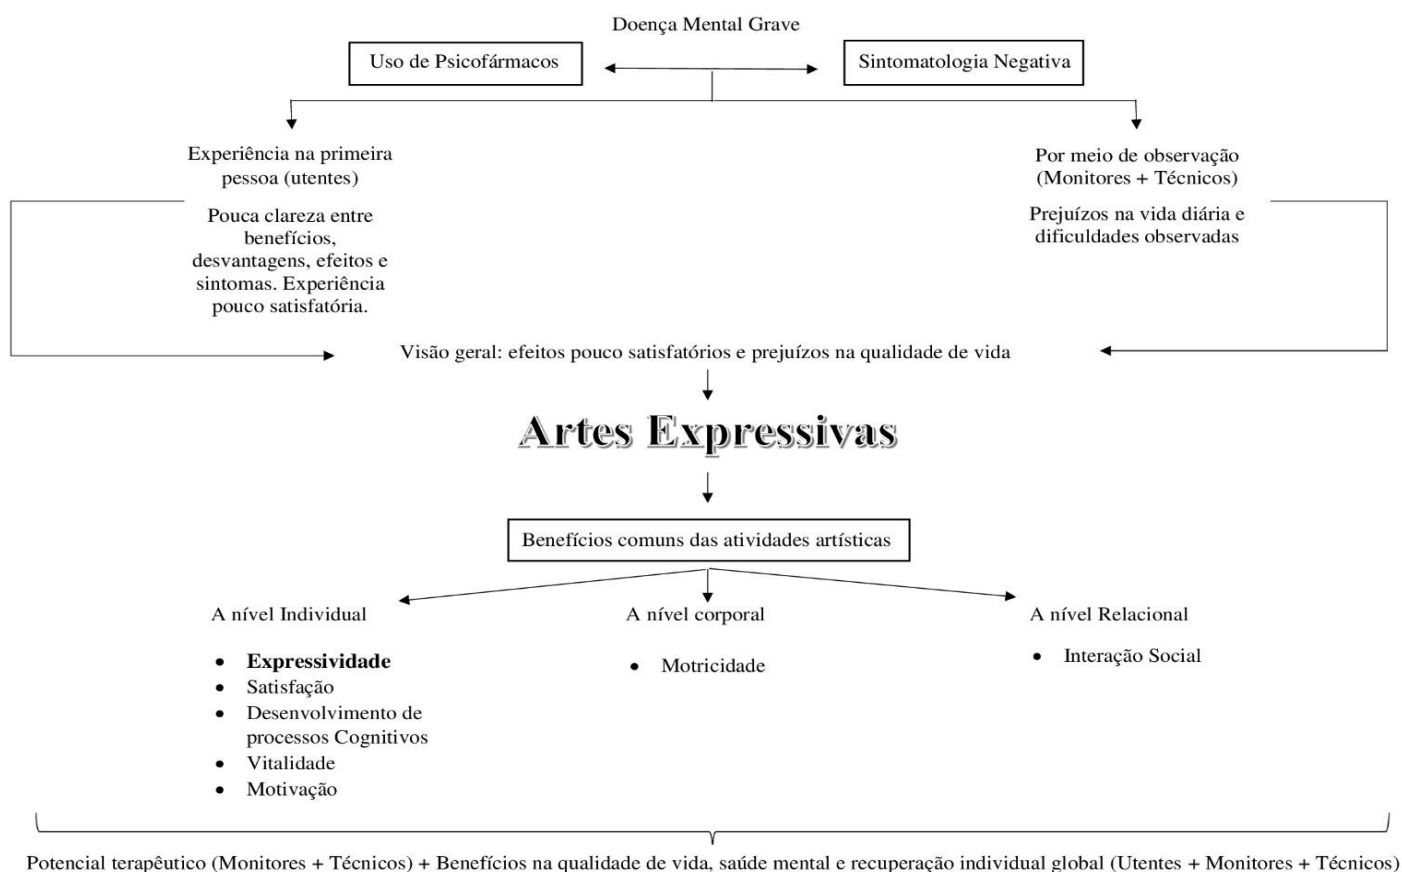 Doença Mental Grave
Uso de Psicofármacos
Sintomatologia Negativa
Experiência na primeira
pessoa (utentes)
Pouca clareza entre
benefícios,
desvantagens, efeitos e
sintomas. Experiência
pouco satisfatória.
Por meio de observação
(Monitores + Técnicos)
Prejuízos na vida diária e
dificuldades observadas
Visão geral: efeitos pouco satisfatórios e prejuízos na qualidade de vida
Artes Expressivas
Benefícios comuns das atividades artísticas
A nível Individual
• Expressividade
• Satisfação
• Desenvolvimento de
processos Cognitivos
• Vitalidade
• Motivação
A nível corporal
• Motricidade
A nível Relacional
• Interação Social
Potencial terapêutico (Monitores + Técnicos) + Benefícios na qualidade de vida, saúde mental e recuperação individual global (Utentes + Monitores + Técnicos)